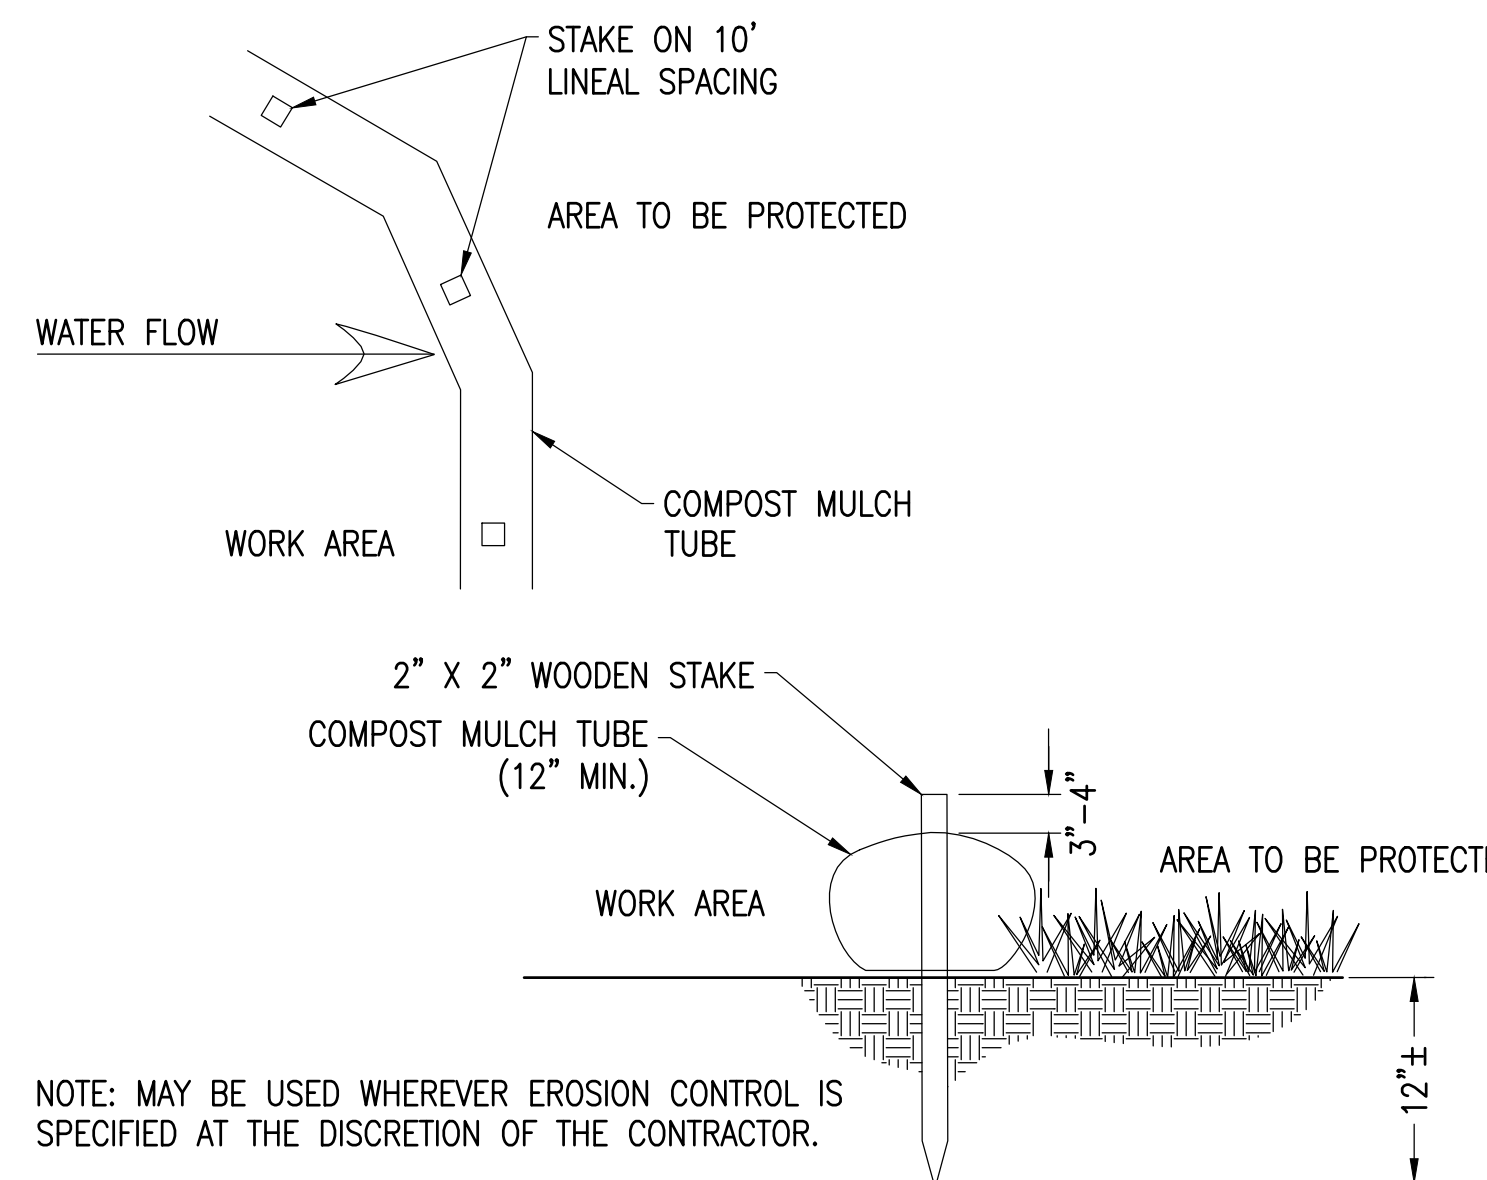 STAKE ON 10'
LINEAL SPACING
AREA TO BE PROTECTED
WATER FLOW
COMPOST MULCH
TUBE
WORK AREA
2" X 2" WOODEN STAKE
COMPOST MULCH TUBE
(12" MIN.)
3"-4"
AREA TO BE
WORK AREA
12"±
NOTE: MAY BE USED WHEREVER EROSION CONTROL IS
SPECIFIED AT THE DISCRETION OF THE CONTRACTOR.